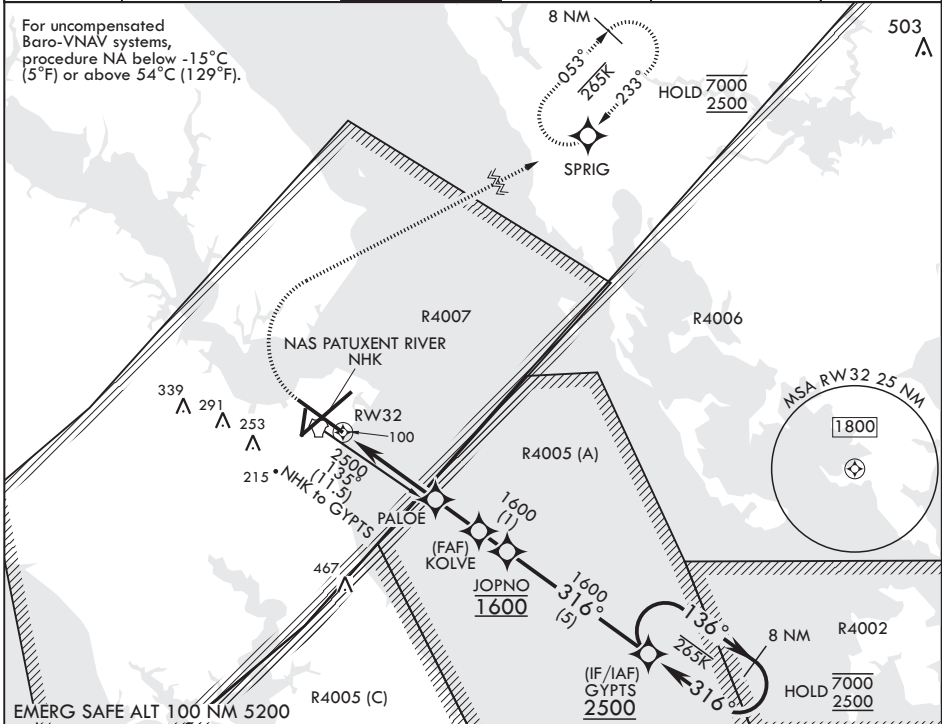 For uncompensated
Baro-VNAV systems,
procedure NA below -15°C
(5°F) or above 54°C (129°F).
8 NM
053°
265K
233°
HOLD 7000
2500
SPRIG
503
R4007
R4006
NAS PATUXENT RIVER
NHK
339
291
253
RW32
100
MSA RW32 25 NM
1800
2500
135°
(11.5)
215
NHK to GYPTS
R4005 (A)
PALOE
1600
(1)
(FAF)
KOLVE
JOPNO
1600
467
1600
316°
(5)
136°
265K
316°
8 NM
R4002
(IF/IAF)
GYPTS
2500
HOLD 7000
2500
R4005 (C)
EMERG SAFE ALT 100 NM 5200